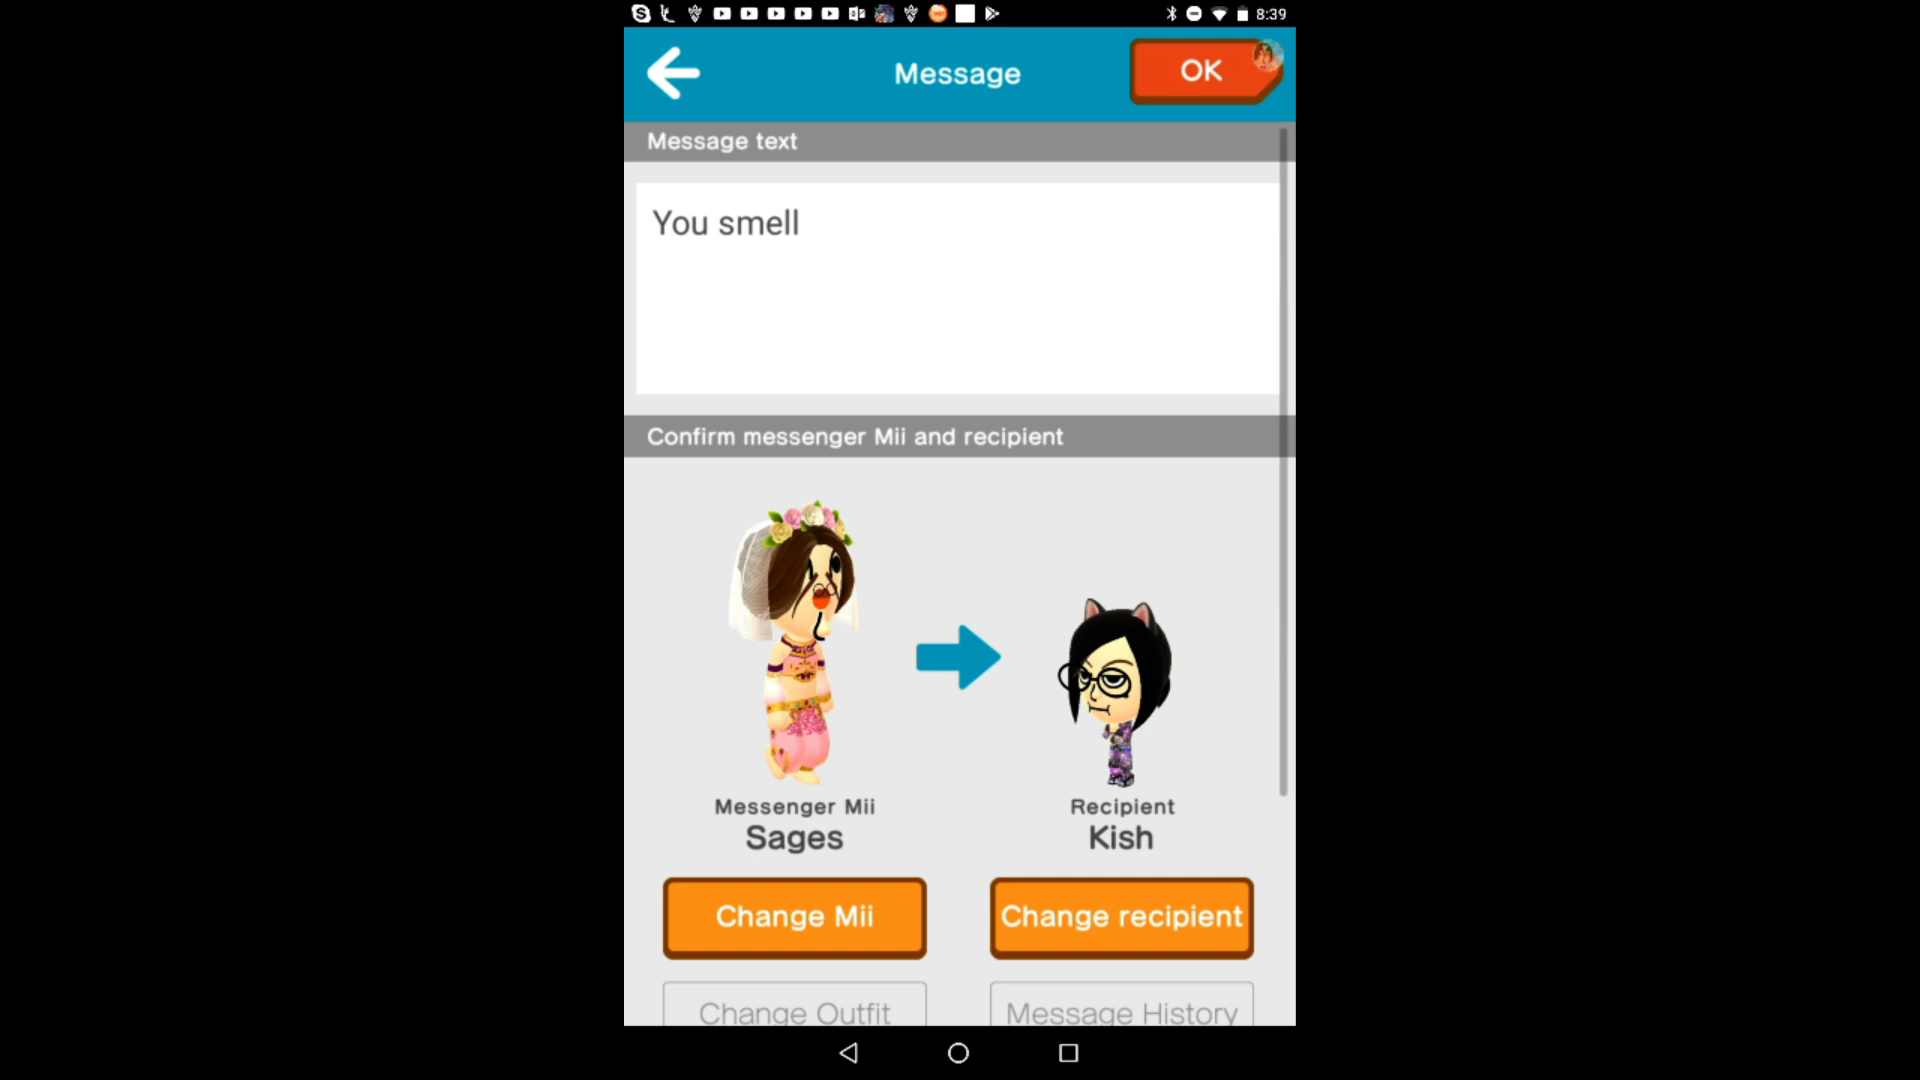 8:39
Message
OK
Message text
You smell
Confirm messenger Mii and recipient
Messenger Mii
Sages
Recipient
Kish
Change Mii
Change recipient
Change Outfit
Message History